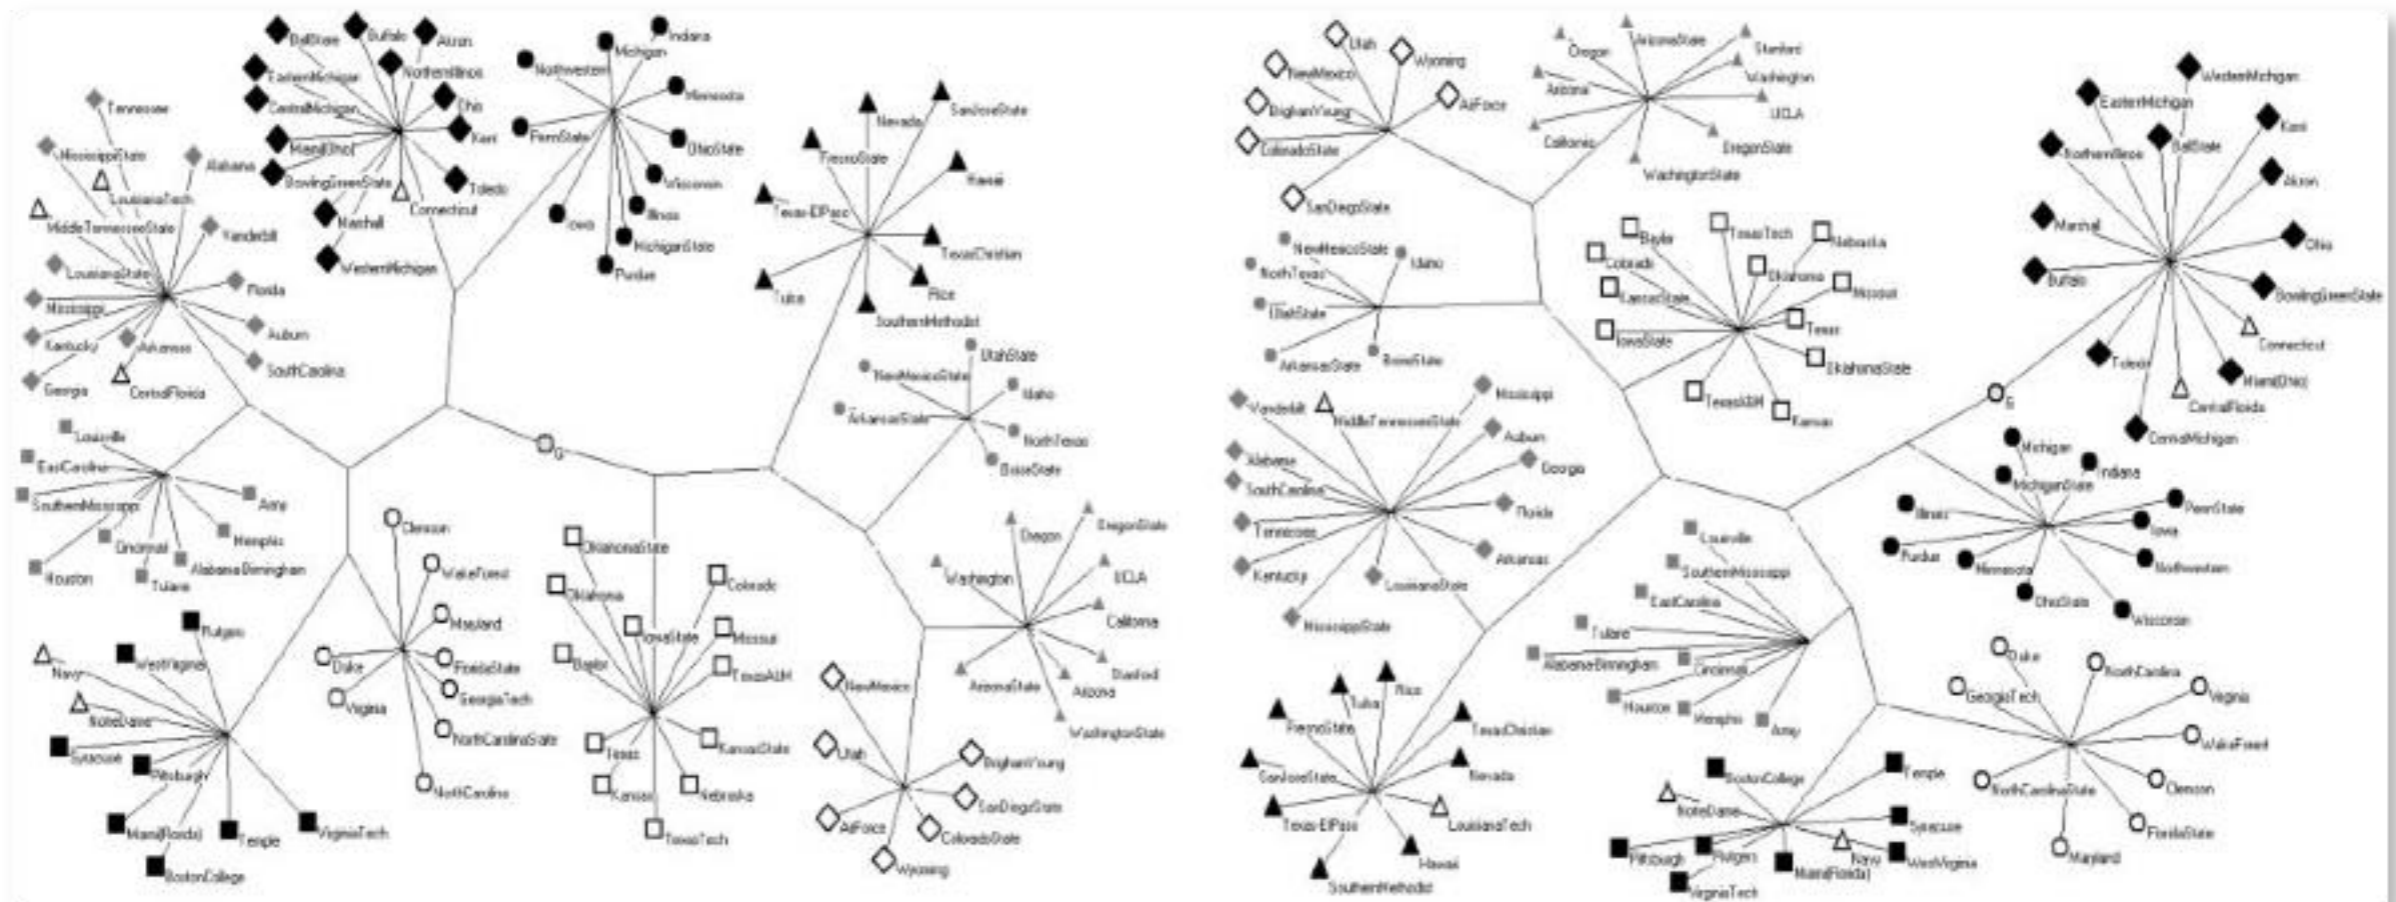 BallState
Buffalo
Akron
EasternMichigan
NorthernIllinois
CentralMichigan
Ohio
Kent
Miami(Ohio)
BowlingGreenState
Toledo
Connecticut
Marshall
WesternMichigan
Indiana
Michigan
Northwestern
Minnesota
PennState
OhioState
Wisconsin
Illinois
Iowa
MichiganState
Purdue
Tennessee
MississippiState
Alabama
LouisianaTech
MiddleTennesseeState
Vanderbilt
LouisianaState
Florida
Mississippi
Auburn
Kentucky
Arkansas
SouthCarolina
Georgia
CentralFlorida
SanJoseState
Nevada
FresnoState
Hawaii
Texas-ElPaso
TexasChristian
Tulsa
Rice
SouthernMethodist
UtahState
NewMexicoState
Idaho
ArkansasState
NorthTexas
BoiseState
Louisville
EastCarolina
SouthernMississippi
Army
Cincinnati
Memphis
Houston
Tulane
AlabamaBirmingham
G
Clemson
WakeForest
Maryland
Duke
FloridaState
Virginia
GeorgiaTech
NorthCarolinaState
NorthCarolina
Rutgers
Navy
WestVirginia
NotreDame
Syracuse
Pittsburgh
Miami(Florida)
Temple
VirginiaTech
BostonCollege
OklahomaState
Oklahoma
Colorado
IowaState
Missouri
Baylor
TexasA&M
Texas
KansasState
Kansas
Nebraska
TexasTech
OregonState
Oregon
Washington
UCLA
California
Stanford
ArizonaState
Arizona
WashingtonState
NewMexico
Utah
BrighamYoung
SanDiegoState
AirForce
ColoradoState
Wyoming
Utah
Wyoming
NewMexico
BrighamYoung
AirForce
ColoradoState
SanDiegoState
ArizonaState
Oregon
Stanford
Washington
Arizona
UCLA
California
OregonState
WashingtonState
NewMexicoState
Idaho
NorthTexas
UtahState
ArkansasState
BoiseState
Baylor
TexasTech
Nebraska
Colorado
Oklahoma
KansasState
Missouri
Texas
IowaState
OklahomaState
TexasA&M
Kansas
WesternMichigan
EasternMichigan
Kent
BallState
NorthernIllinois
Akron
Marshall
Ohio
Buffalo
BowlingGreenState
Connecticut
Toledo
Miami(Ohio)
CentralFlorida
CentralMichigan
G
Vanderbilt
MiddleTennesseeState
Mississippi
Auburn
Alabama
Georgia
SouthCarolina
Florida
Tennessee
Arkansas
Kentucky
LouisianaState
MississippiState
Michigan
Indiana
MichiganState
PennState
Illinois
Iowa
Purdue
Minnesota
Northwestern
OhioState
Wisconsin
Louisville
SouthernMississippi
EastCarolina
Tulane
AlabamaBirmingham
Cincinnati
Houston
Memphis
Army
Duke
NorthCarolina
GeorgiaTech
Virginia
WakeForest
NorthCarolinaState
Clemson
FloridaState
Maryland
Rice
Tulsa
FresnoState
TexasChristian
SanJoseState
Nevada
Texas-ElPaso
LouisianaTech
Hawaii
SouthernMethodist
BostonCollege
Temple
NotreDame
Syracuse
Pittsburgh
Rutgers
Navy
WestVirginia
Miami(Florida)
VirginiaTech